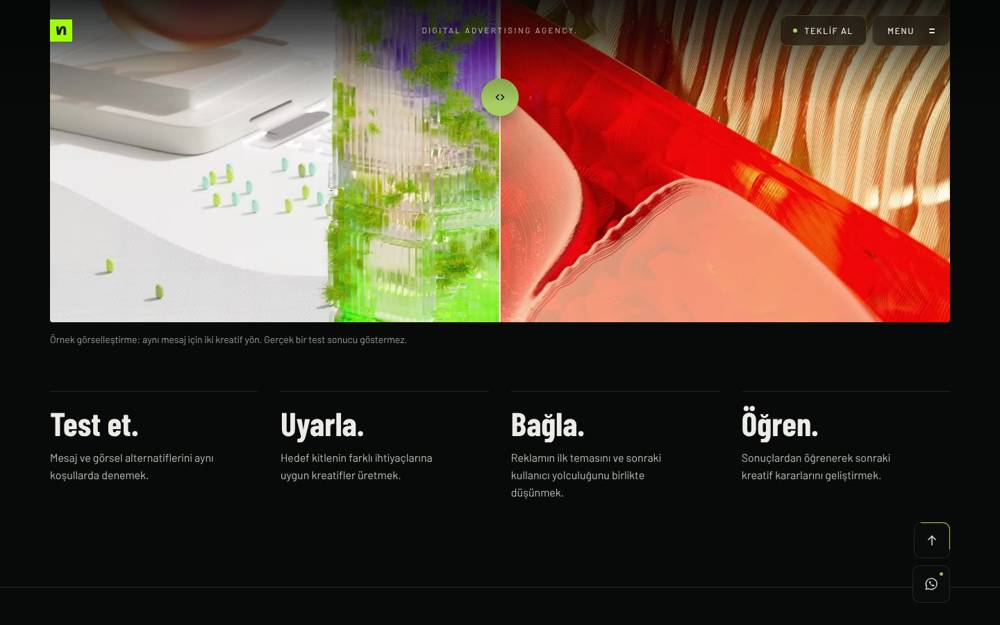 DIGITAL ADVERTISING AGENCY.
TEKLİF AL
MENU
Örnek görselleştirme: aynı mesaj için iki kreatif yön. Gerçek bir test sonucu göstermez.
Test et.
Mesaj ve görsel alternatiflerini aynı
koşullarda denemek.
Uyarla.
Hedef kitlenin farklı ihtiyaçlarına
uygun kreatifler üretmek.
Bağla.
Reklamın ilk temasını ve sonraki
kullanıcı yolculuğunu birlikte
düşünmek.
Öğren.
Sonuçlardan öğrenerek sonraki
kreatif kararlarını geliştirmek.